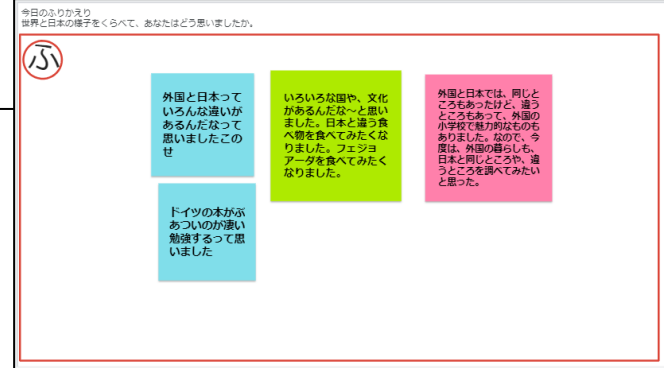 今日のふりかえり
世界と日本の様子をくらべて、あなたはどう思いましたか。
ふ
外国と日本って
いろんな違いが
あるんだなって
思いましたこの
せ
ドイツの本がぶ
あついのが凄い
勉強するって思
いました
いろいろな国や、文化
があるんだな～と思い
ました。日本と違う食
べ物を食べてみたくな
りました。フェジョ
アーダを食べてみたく
なりました。
外国と日本では、同じと
ころもあったけど、違う
ところもあって、外国の
小学校で魅力的なものも
ありました。なので、今
度は、外国の暮らしも、
日本と同じところや、違
うところを調べてみたい
と思った。